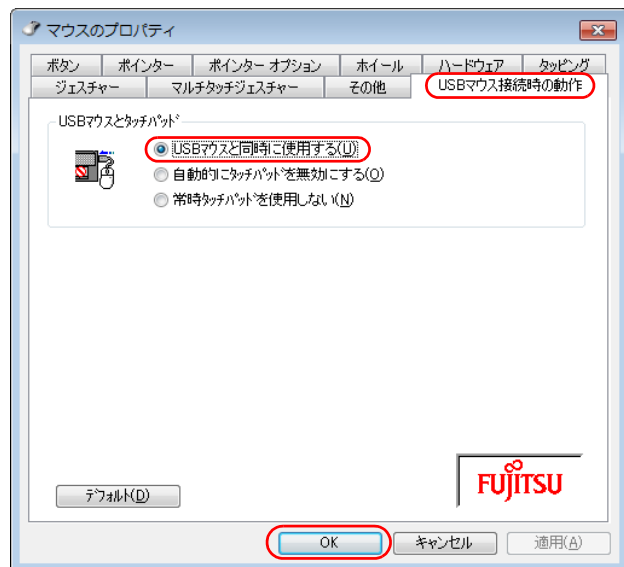 マウスのプロパティ
ボタン ポインター ポインター オプション ホイール ハードウェア タッピング
ジェスチャー マルチタッチジェスチャー その他 USBマウス接続時の動作
USBマウスとタッチパッド
USBマウスと同時に使用する(U)
自動的にタッチパッドを無効にする(O)
常時タッチパッドを使用しない(N)
FUJITSU
デフォルト(D)
OK キャンセル 適用(A)